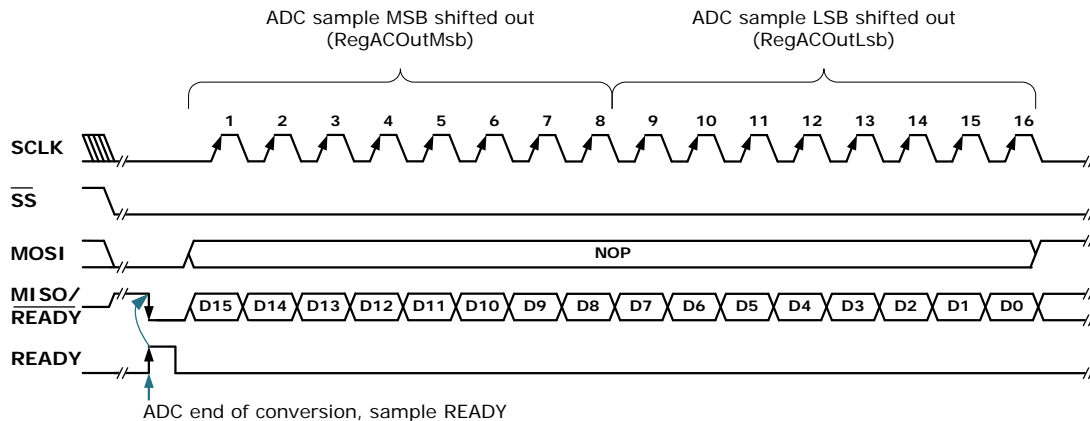 ADC sample MSB shifted out
(RegACOutMsb)
ADC sample LSB shifted out
(RegACOutLsb)
1 2 3 4 5 6 7 8 9 10 11 12 13 14 15 16
SCLK
SS
MOSI
NOP
MISO/
READY
D15 D14 D13 D12 D11 D10 D9 D8 D7 D6 D5 D4 D3 D2 D1 D0
READY
ADC end of conversion, sample READY